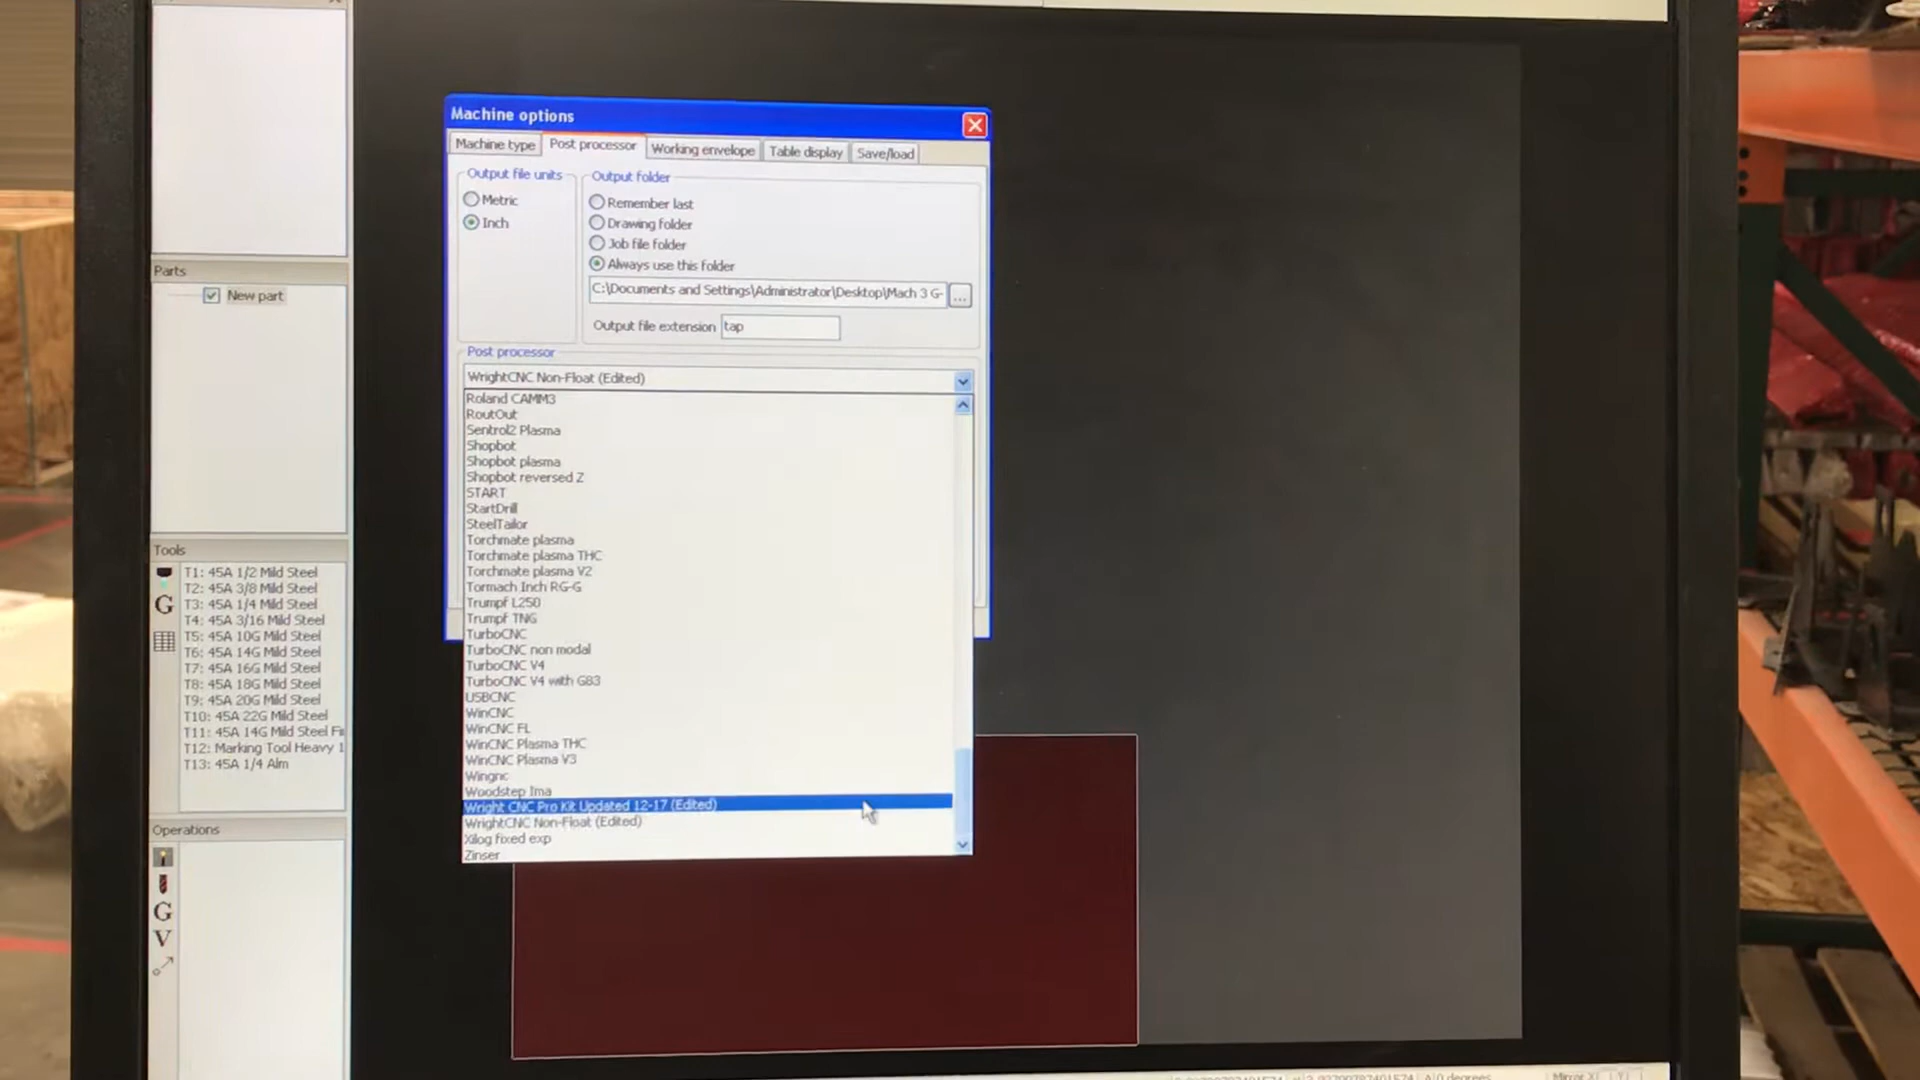 Machine options
Machine type
Post processor
Working envelope
Table display
Save/load
Output file units
Metric
Inch
Output folder
Remember last
Drawing folder
Job file folder
Always use this folder
C:\Documents and Settings\Administrator\Desktop\Mach 3 G-
...
Output file extension
tap
Post processor
WrightCNC Non-Float (Edited)
Roland CAMM3
RoutOut
Sentrol2 Plasma
Shopbot
Shopbot plasma
Shopbot reversed Z
START
StartDrill
SteelTailor
Torchmate plasma
Torchmate plasma THC
Torchmate plasma V2
Tormach Inch RG-G
Trumpf L250
Trumpf TNG
TurboCNC
TurboCNC non modal
TurboCNC V4
TurboCNC V4 with G83
USBCNC
WinCNC
WinCNC FL
WinCNC Plasma THC
WinCNC Plasma V3
Wingnc
Woodstep Ima
Wright CNC Pro Kit Updated 12-17 (Edited)
WrightCNC Non-Float (Edited)
Xilog fixed exp
Zinser
Parts
New part
Tools
G
T1: 45A 1/2 Mild Steel
T2: 45A 3/8 Mild Steel
T3: 45A 1/4 Mild Steel
T4: 45A 3/16 Mild Steel
T5: 45A 10G Mild Steel
T6: 45A 14G Mild Steel
T7: 45A 16G Mild Steel
T8: 45A 18G Mild Steel
T9: 45A 20G Mild Steel
T10: 45A 22G Mild Steel
T11: 45A 14G Mild Steel Fi
T12: Marking Tool Heavy 1
T13: 45A 1/4 Alm
Operations
G
V